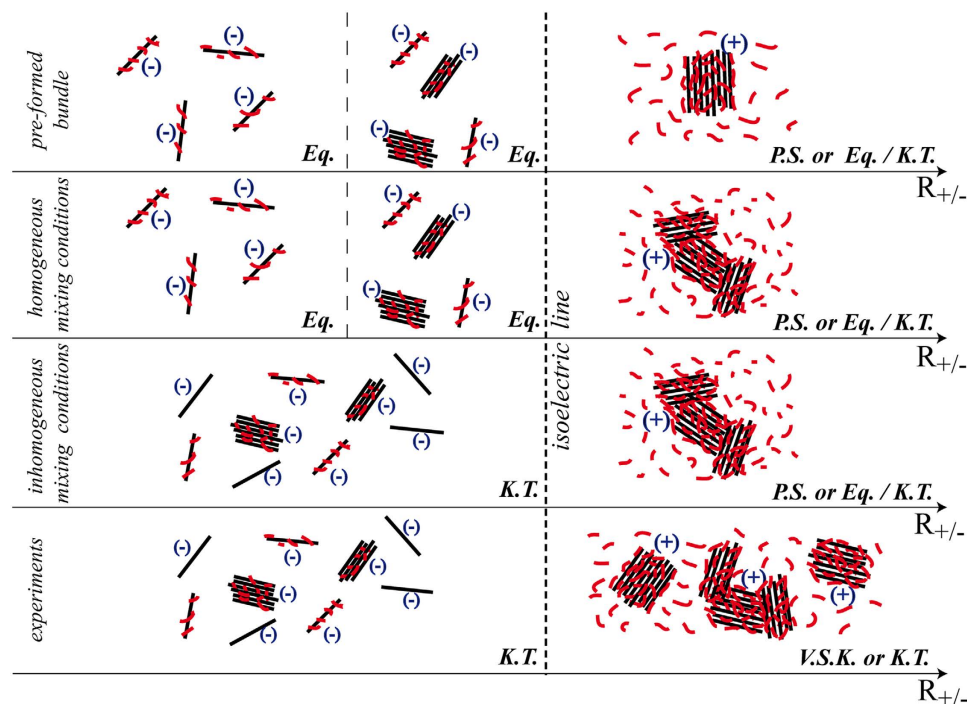 pre-formed
bundle
(-)
(-)
(-)
(-)
Eq.
(-)
(-)
(-)
(-)
Eq.
(+)
P.S. or Eq. / K.T.
R+/-
homogeneous
mixing conditions
(-)
(-)
(-)
(-)
Eq.
(-)
(-)
(-)
(-)
Eq.
isoelectric line
(+)
P.S. or Eq. / K.T.
R+/-
inhomogeneous
mixing conditions
(-)
(-)
(-)
(-)
(-)
(-)
(-)
(-)
K.T.
(+)
P.S. or Eq. / K.T.
R+/-
experiments
(-)
(-)
(-)
(-)
(-)
(-)
(-)
(-)
(-)
K.T.
(+)
(+)
(+)
V.S.K. or K.T.
R+/-